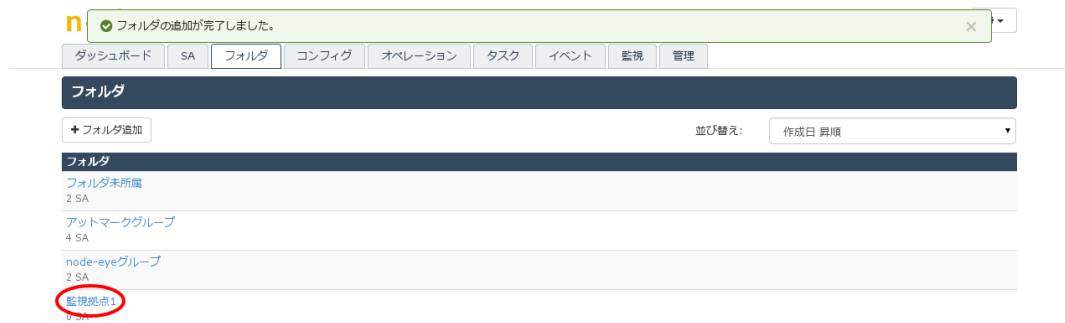 フォルダの追加が完了しました。 ×
ダッシュボード SA フォルダ コンフィグ オペレーション タスク イベント 監視 管理
フォルダ
+ フォルダ追加 並び替え: 作成日 昇順
フォルダ
フォルダ未所属
2 SA
アットマークグループ
4 SA
node-eyeグループ
2 SA
監視拠点1
0 SA